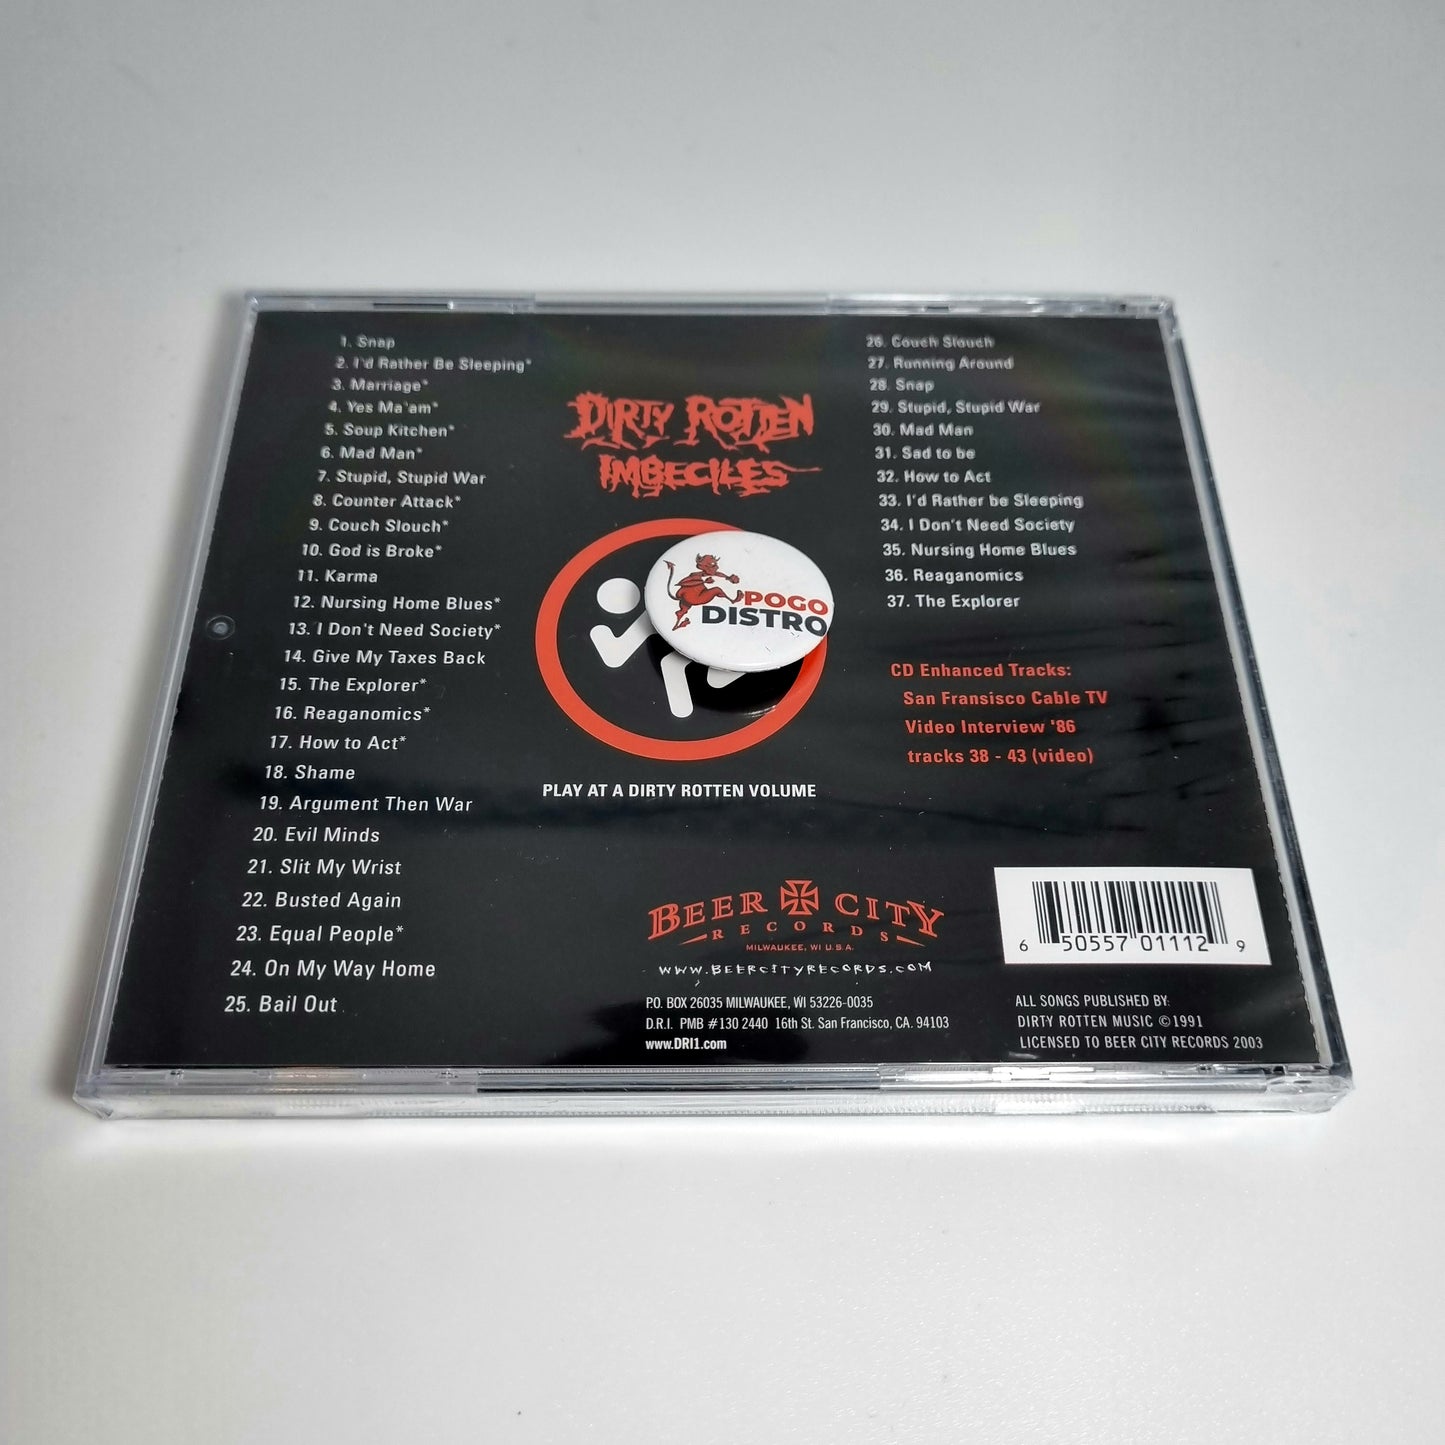 1. Snap
2. I'd Rather Be Sleeping*
3. Marriage*
4. Yes Ma'am*
5. Soup Kitchen*
6. Mad Man*
7. Stupid, Stupid War
8. Counter Attack*
9. Couch Slouch*
10. God is Broke*
11. Karma
12. Nursing Home Blues*
13. I Don't Need Society*
14. Give My Taxes Back
15. The Explorer*
16. Reaganomics*
17. How to Act*
18. Shame
19. Argument Then War
20. Evil Minds
21. Slit My Wrist
22. Busted Again
23. Equal People*
24. On My Way Home
25. Bail Out
DIRTY ROTTEN
IMBECILES
POGO
DISTRO
PLAY AT A DIRTY ROTTEN VOLUME
26. Couch Slouch
27. Running Around
28. Snap
29. Stupid, Stupid War
30. Mad Man
31. Sad to be
32. How to Act
33. I'd Rather be Sleeping
34. I Don't Need Society
35. Nursing Home Blues
36. Reaganomics
37. The Explorer
CD Enhanced Tracks:
San Fransisco Cable TV
Video Interview '86
tracks 38 - 43 (video)
BEER CITY
RECORDS
MILWAUKEE, WI U.S.A.
WWW.BEERCITYRECORDS.COM
P.O. BOX 26035 MILWAUKEE, WI 53226-0035
D.R.I. PMB #130 2440 16th St. San Francisco, CA. 94103
www.DRI1.com
6 50557 01112 9
ALL SONGS PUBLISHED BY:
DIRTY ROTTEN MUSIC ©1991
LICENSED TO BEER CITY RECORDS 2003